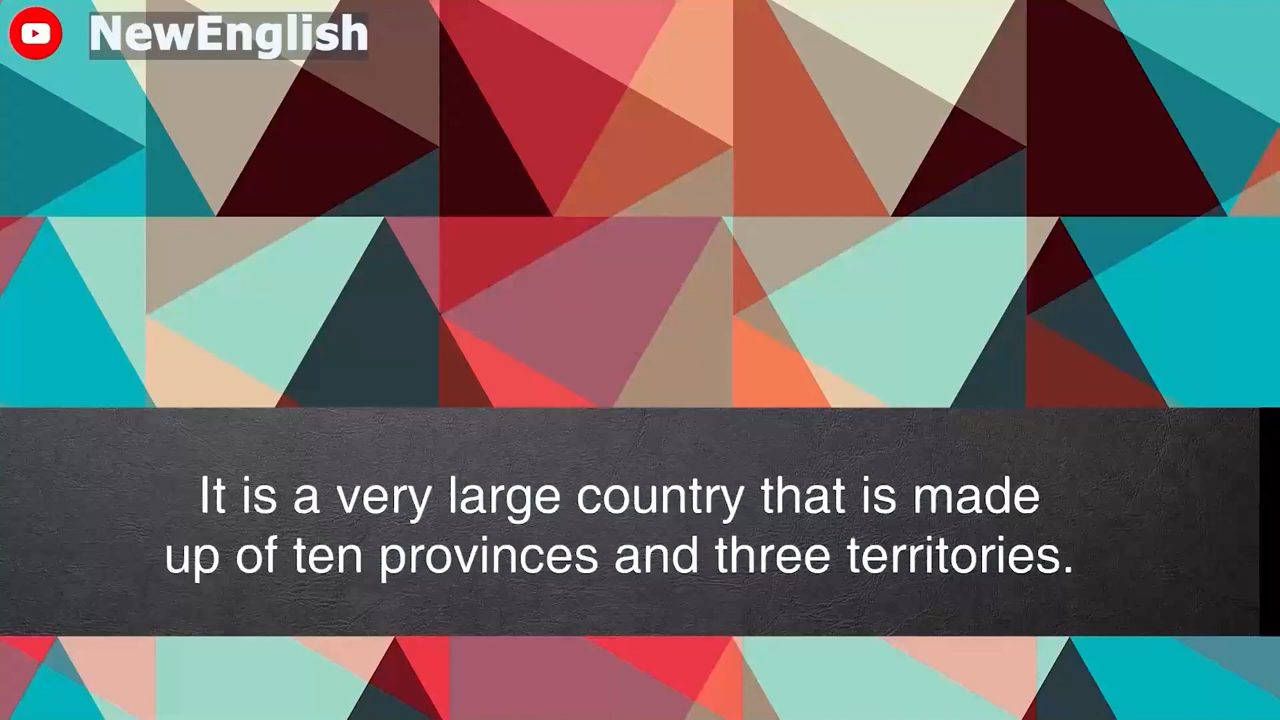 NewEnglish
It is a very large country that is made
up of ten provinces and three territories.